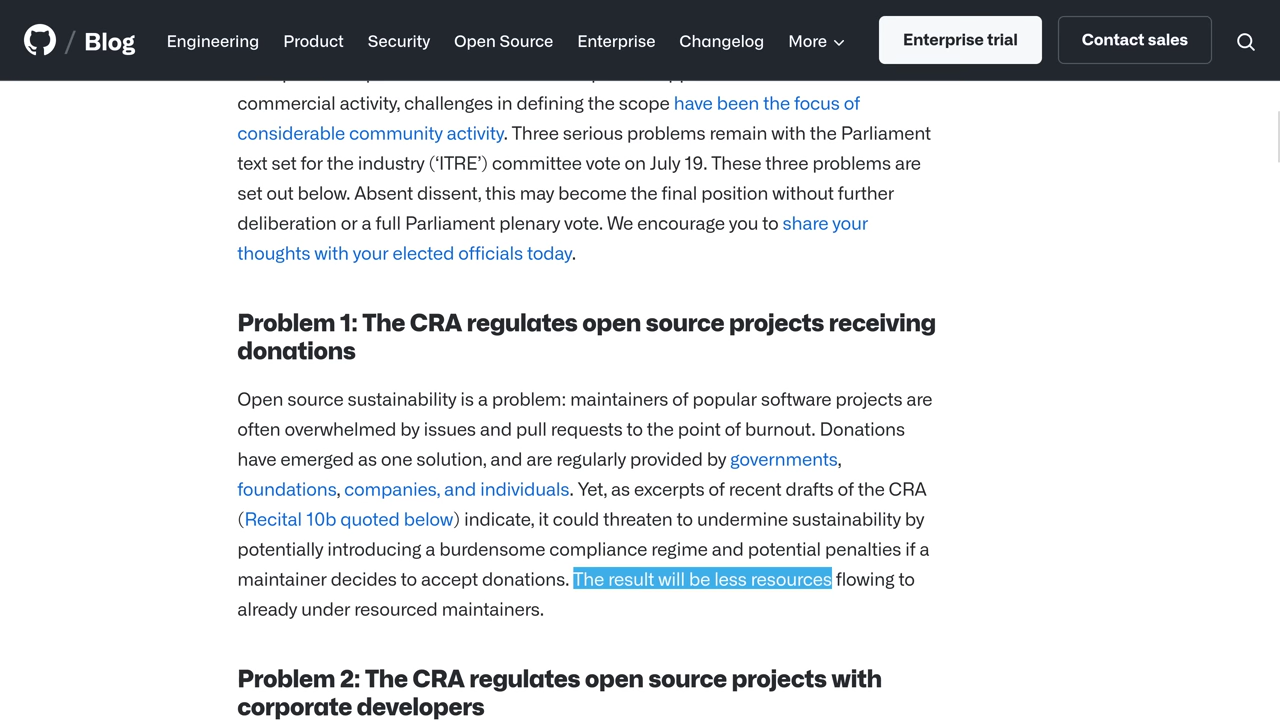 / Blog Engineering Product Security Open Source Enterprise Changelog More Enterprise trial Contact sales
commercial activity, challenges in defining the scope have been the focus of
considerable community activity. Three serious problems remain with the Parliament
text set for the industry (‘ITRE’) committee vote on July 19. These three problems are
set out below. Absent dissent, this may become the final position without further
deliberation or a full Parliament plenary vote. We encourage you to share your
thoughts with your elected officials today.
Problem 1: The CRA regulates open source projects receiving
donations
Open source sustainability is a problem: maintainers of popular software projects are
often overwhelmed by issues and pull requests to the point of burnout. Donations
have emerged as one solution, and are regularly provided by governments,
foundations, companies, and individuals. Yet, as excerpts of recent drafts of the CRA
(Recital 10b quoted below) indicate, it could threaten to undermine sustainability by
potentially introducing a burdensome compliance regime and potential penalties if a
maintainer decides to accept donations. The result will be less resources flowing to
already under resourced maintainers.
Problem 2: The CRA regulates open source projects with
corporate developers